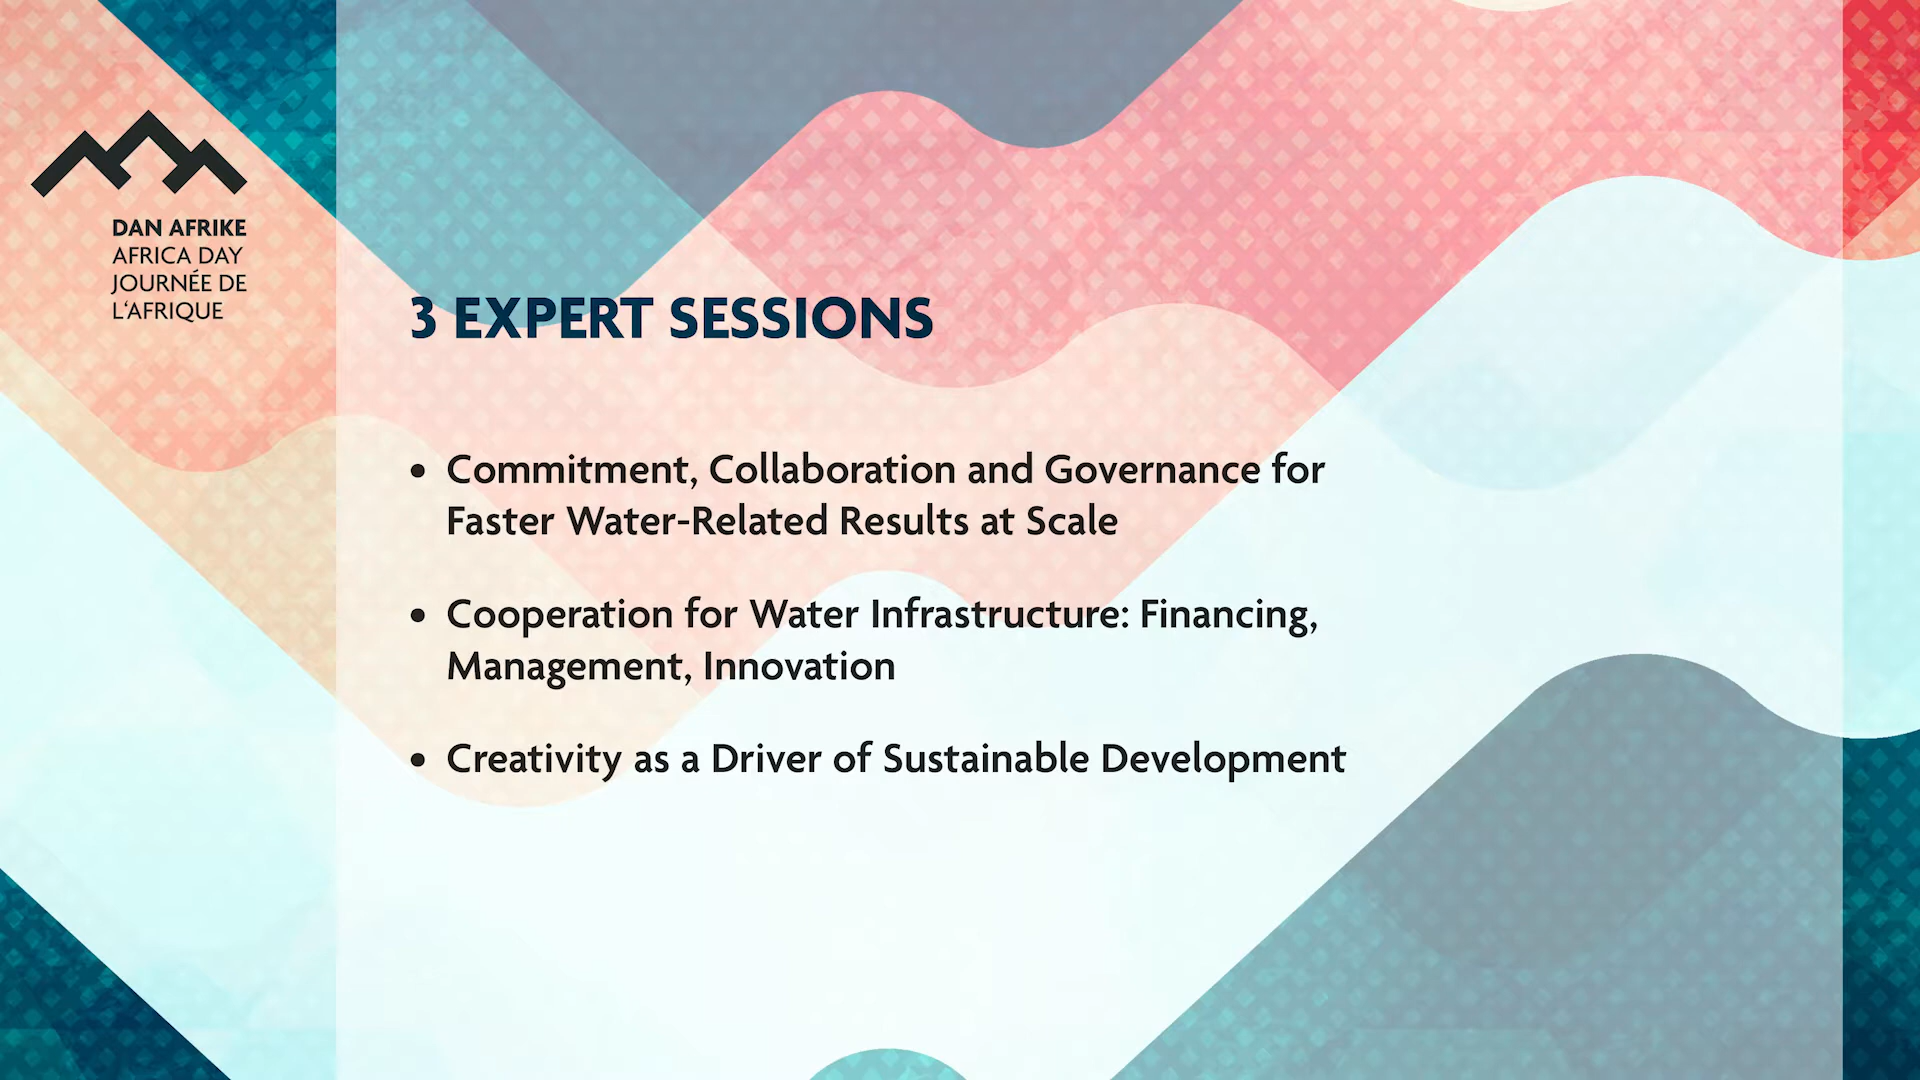 DAN AFRIKE
AFRICA DAY
JOURNÉE DE
L‘AFRIQUE
3 EXPERT SESSIONS
• Commitment, Collaboration and Governance for
Faster Water-Related Results at Scale
• Cooperation for Water Infrastructure: Financing,
Management, Innovation
• Creativity as a Driver of Sustainable Development